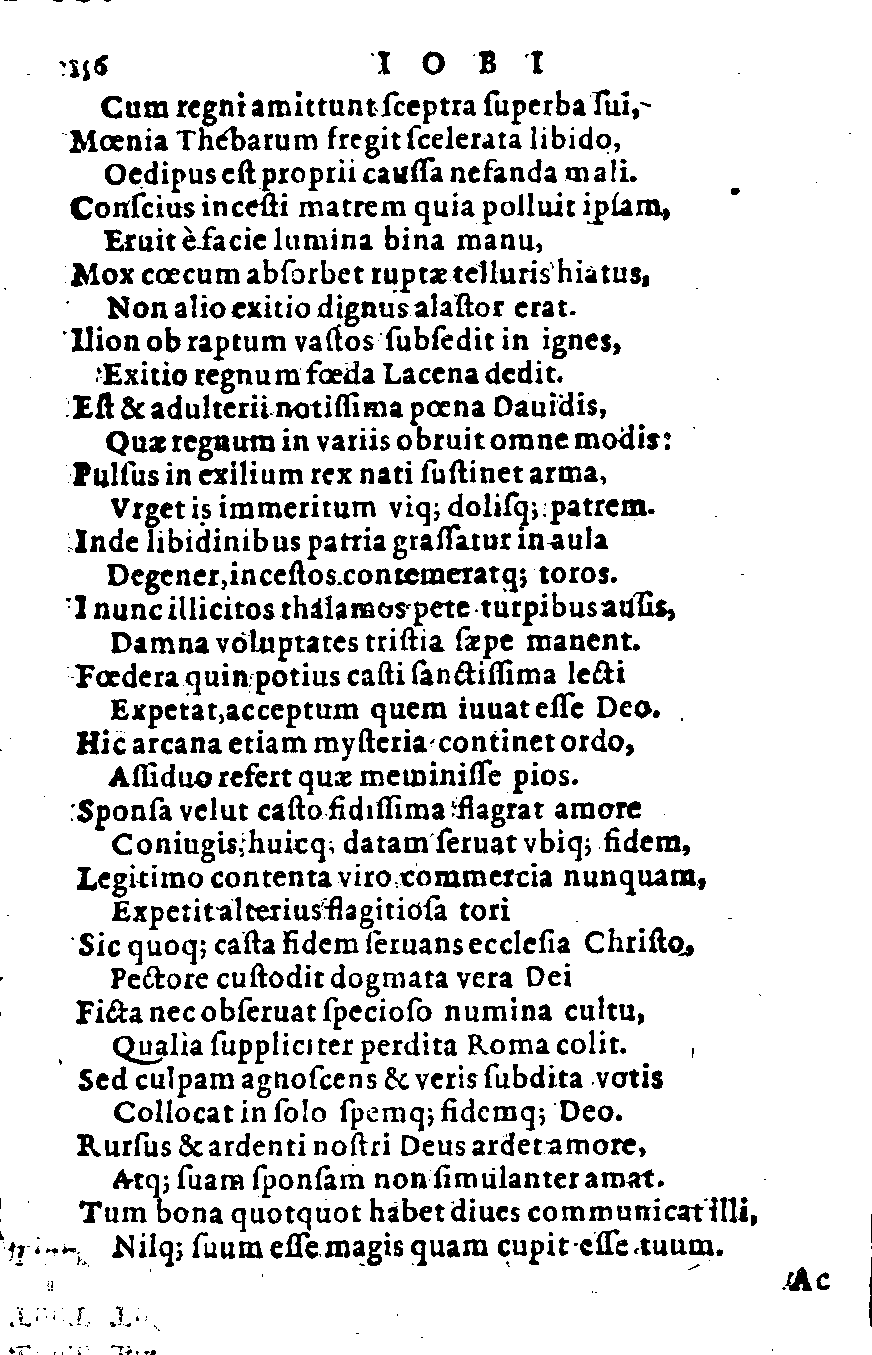 156 IOBI
Cum regni amittunt ſceptra ſuperba ſui,
Mœnia Thebarum fregit ſcelerata libido,
Oedipus eſt proprii cauſſa nefanda mali.
Conſcius inceſti matrem quia polluit ipſam,
Eruit è facie lumina bina manu,
Mox cœcum abſorbet ruptæ telluris hiatus,
Non alio exitio dignus alaſtor erat.
Ilion ob raptum vaſtos ſubſedit in ignes,
Exitio regnum fœda Lacena dedit.
Eſt & adulterii notiſſima pœna Dauidis,
Quæ regnum in variis obruit omne modis:
Pulſus in exilium rex nati ſuſtinet arma,
Vrget is immeritum viq; doliſq; patrem.
Inde libidinibus patria graſſatur in aula
Degener, inceſtos contemeratq; toros.
I nunc illicitos thalamos pete turpibus auſis,
Damna voluptates triſtia ſæpe manent.
Fœdera quin potius caſti ſanctiſſima lecti
Expetat, acceptum quem iuuat eſſe Deo.
Hic arcana etiam myſteria continet ordo,
Aſſiduo refert quæ meminiſſe pios.
Sponſa velut caſto fidiſſima flagrat amore
Coniugis, huicq; datam ſeruat vbiq; fidem,
Legitimo contenta viro commercia nunquam,
Expetit alterius flagitioſa tori
Sic quoq; caſta fidem ſeruans eccleſia Chriſto,
Pectore cuſtodit dogmata vera Dei
Ficta nec obſeruat ſpecioſo numina cultu,
Qualia ſuppliciter perdita Roma colit.
Sed culpam agnoſcens & veris ſubdita votis
Collocat in ſolo ſpemq; fidemq; Deo.
Rurſus & ardenti noſtri Deus ardet amore,
Atq; ſuam ſponſam non ſimulanter amat.
Tum bona quotquot habet diues communicat illi,
Nilq; ſuum eſſe magis quam cupit eſſe tuum.
Ac